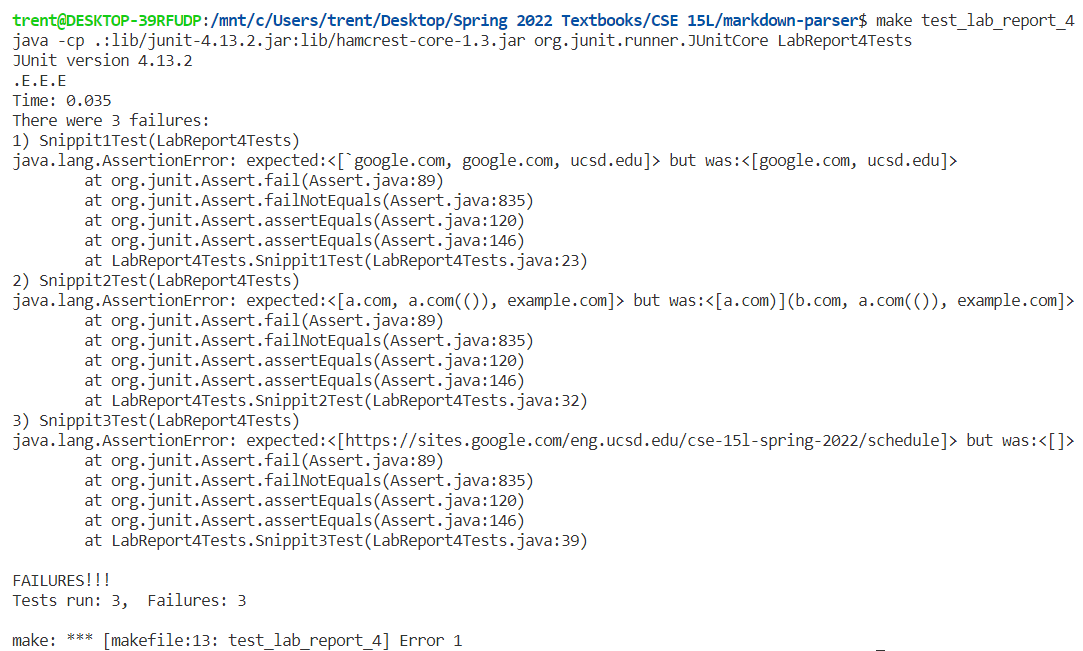 trent@DESKTOP-39RFUDP:/mnt/c/Users/trent/Desktop/Spring 2022 Textbooks/CSE 15L/markdown-parser$ make test_lab_report_4
java -cp .:lib/junit-4.13.2.jar:lib/hamcrest-core-1.3.jar org.junit.runner.JUnitCore LabReport4Tests
JUnit version 4.13.2
.E.E.E
Time: 0.035
There were 3 failures:
1) Snippit1Test(LabReport4Tests)
java.lang.AssertionError: expected:<[`google.com, google.com, ucsd.edu]> but was:<[google.com, ucsd.edu]>
        at org.junit.Assert.fail(Assert.java:89)
        at org.junit.Assert.failNotEquals(Assert.java:835)
        at org.junit.Assert.assertEquals(Assert.java:120)
        at org.junit.Assert.assertEquals(Assert.java:146)
        at LabReport4Tests.Snippit1Test(LabReport4Tests.java:23)
2) Snippit2Test(LabReport4Tests)
java.lang.AssertionError: expected:<[a.com, a.com(()), example.com]> but was:<[a.com)](b.com, a.com(()), example.com]>
        at org.junit.Assert.fail(Assert.java:89)
        at org.junit.Assert.failNotEquals(Assert.java:835)
        at org.junit.Assert.assertEquals(Assert.java:120)
        at org.junit.Assert.assertEquals(Assert.java:146)
        at LabReport4Tests.Snippit2Test(LabReport4Tests.java:32)
3) Snippit3Test(LabReport4Tests)
java.lang.AssertionError: expected:<[https://sites.google.com/eng.ucsd.edu/cse-15l-spring-2022/schedule]> but was:<[]>
        at org.junit.Assert.fail(Assert.java:89)
        at org.junit.Assert.failNotEquals(Assert.java:835)
        at org.junit.Assert.assertEquals(Assert.java:120)
        at org.junit.Assert.assertEquals(Assert.java:146)
        at LabReport4Tests.Snippit3Test(LabReport4Tests.java:39)

FAILURES!!!
Tests run: 3,  Failures: 3

make: *** [makefile:13: test_lab_report_4] Error 1